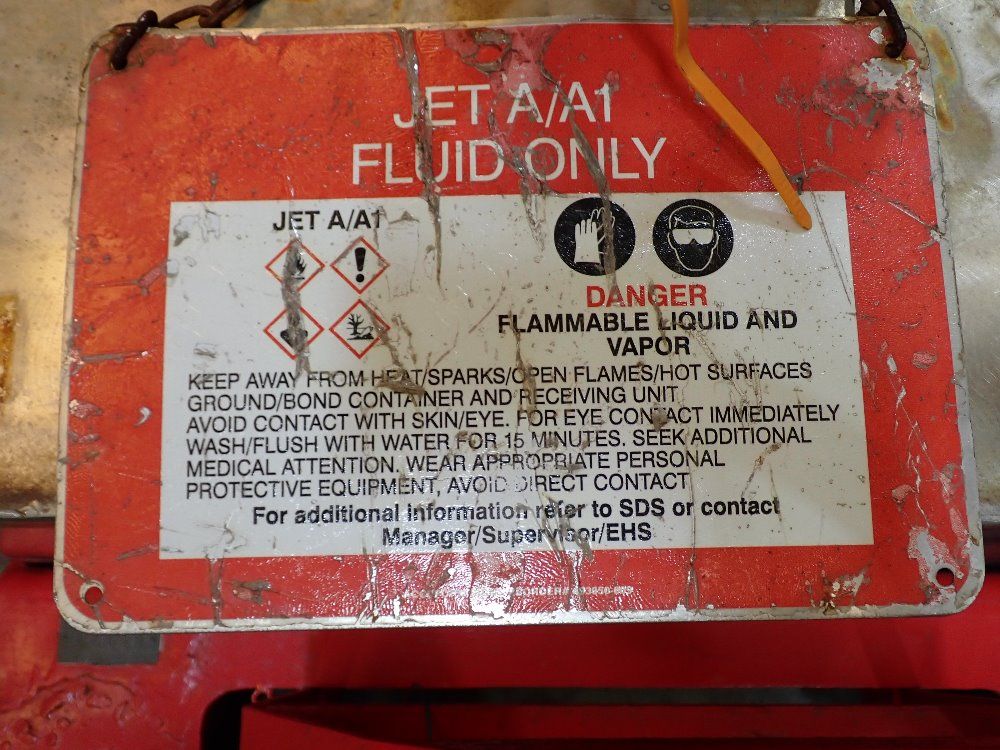 JET A/A1
FLUID ONLY
JET A/A1
DANGER
FLAMMABLE LIQUID AND
VAPOR
KEEP AWAY FROM HEAT/SPARKS/OPEN FLAMES/HOT SURFACES
GROUND/BOND CONTAINER AND RECEIVING UNIT
AVOID CONTACT WITH SKIN/EYE. FOR EYE CONTACT IMMEDIATELY
WASH/FLUSH WITH WATER FOR 15 MINUTES. SEEK ADDITIONAL
MEDICAL ATTENTION. WEAR APPROPRIATE PERSONAL
PROTECTIVE EQUIPMENT, AVOID DIRECT CONTACT
For additional information refer to SDS or contact
Manager/Supervisor/EHS